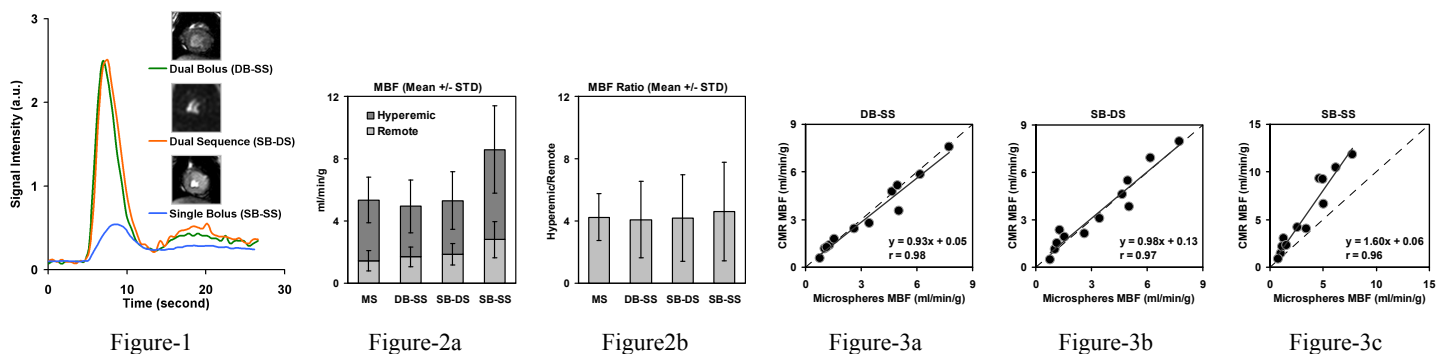 3
2
1
0
0
10
20
30
Signal Intensity (a.u.)
Time (second)
Dual Bolus (DB-SS)
Dual Sequence (SB-DS)
Single Bolus (SB-SS)
Figure-1
MBF (Mean +/- STD)
12
8
4
0
ml/min/g
Hyperemic
Remote
MS
DB-SS
SB-DS
SB-SS
Figure-2a
MBF Ratio (Mean +/- STD)
12
8
4
0
Hyperemic/Remote
MS
DB-SS
SB-DS
SB-SS
Figure2b
DB-SS
9
6
3
0
0
3
6
9
CMR MBF (ml/min/g)
y = 0.93x + 0.05
r = 0.98
Microspheres MBF (ml/min/g)
Figure-3a
SB-DS
9
6
3
0
0
3
6
9
CMR MBF (ml/min/g)
y = 0.98x + 0.13
r = 0.97
Microspheres MBF (ml/min/g)
Figure-3b
SB-SS
15
10
5
0
0
5
10
15
CMR MBF (ml/min/g)
y = 1.60x + 0.06
r = 0.96
Microspheres MBF (ml/min/g)
Figure-3c